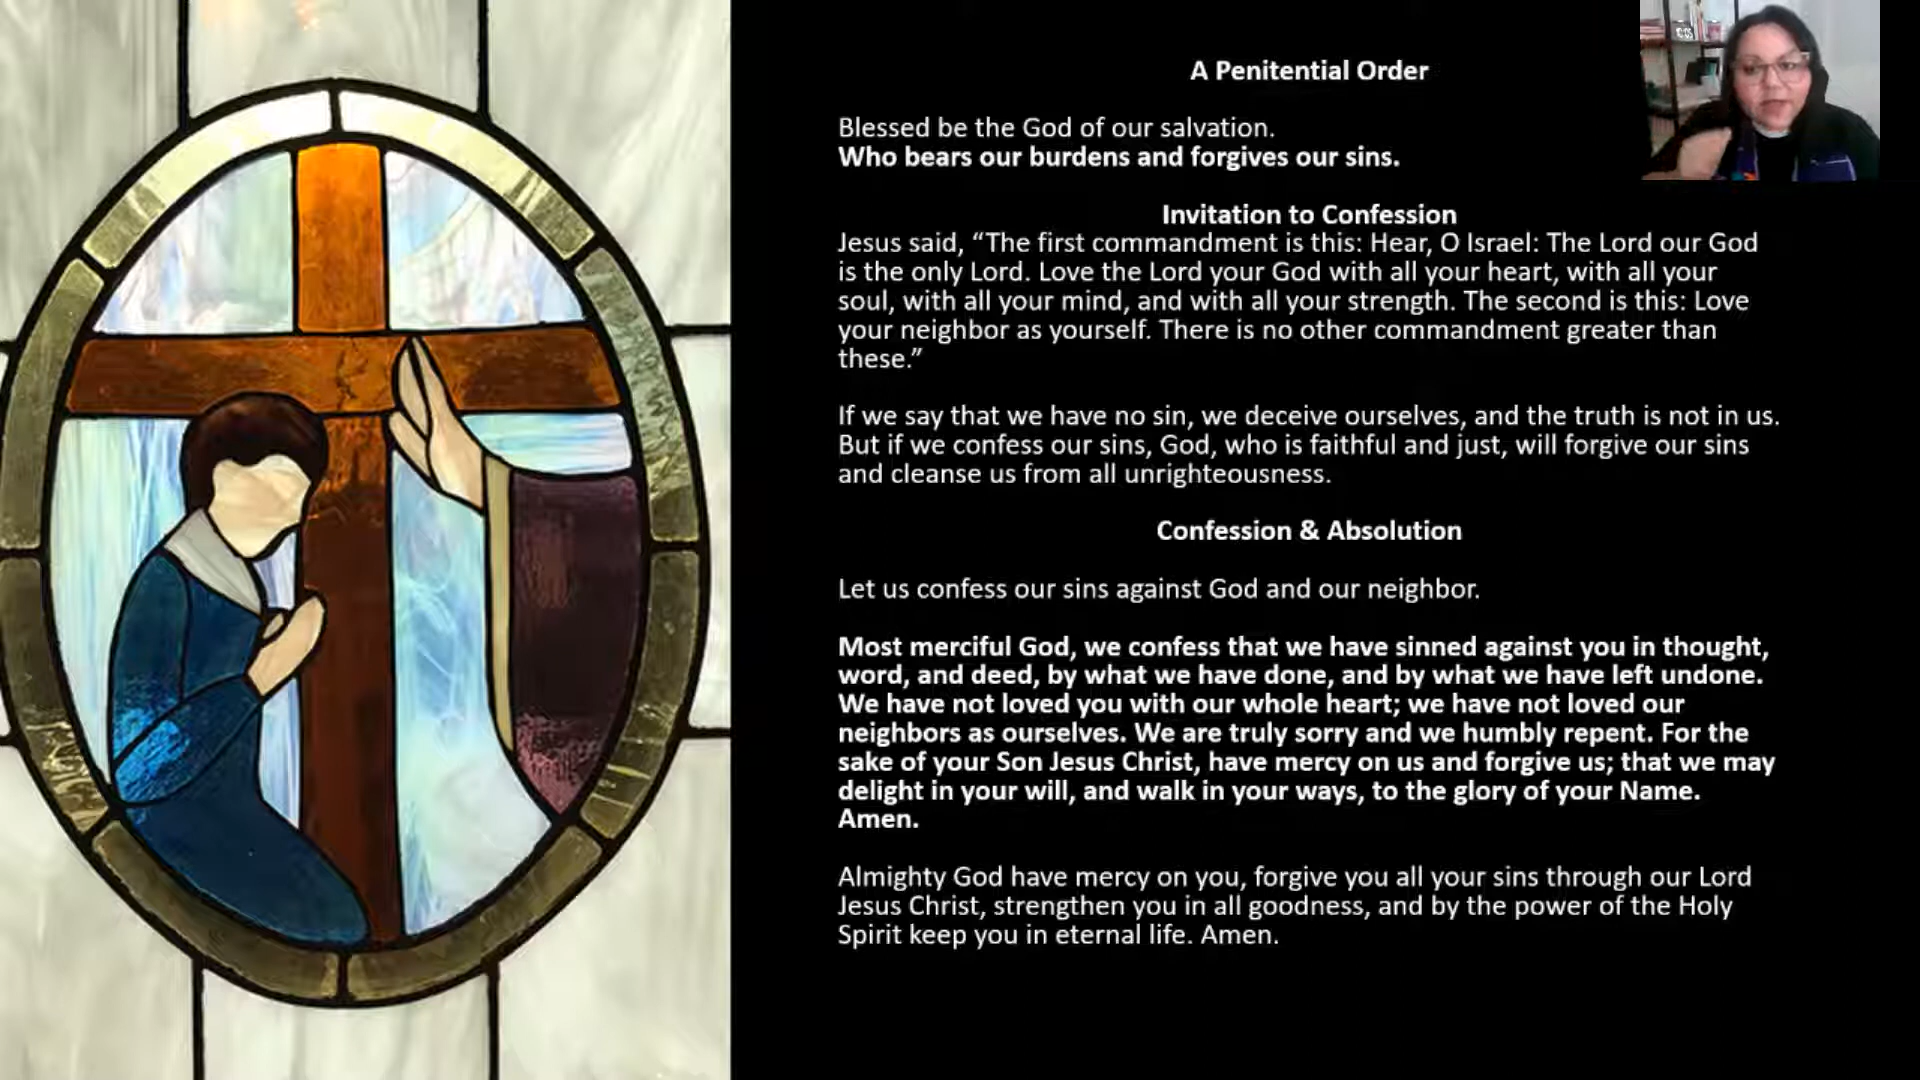 A Penitential Order
Blessed be the God of our salvation.
Who bears our burdens and forgives our sins.
Invitation to Confession
Jesus said, “The first commandment is this: Hear, O Israel: The Lord our God
is the only Lord. Love the Lord your God with all your heart, with all your
soul, with all your mind, and with all your strength. The second is this: Love
your neighbor as yourself. There is no other commandment greater than
these.”
If we say that we have no sin, we deceive ourselves, and the truth is not in us.
But if we confess our sins, God, who is faithful and just, will forgive our sins
and cleanse us from all unrighteousness.
Confession & Absolution
Let us confess our sins against God and our neighbor.
Most merciful God, we confess that we have sinned against you in thought,
word, and deed, by what we have done, and by what we have left undone.
We have not loved you with our whole heart; we have not loved our
neighbors as ourselves. We are truly sorry and we humbly repent. For the
sake of your Son Jesus Christ, have mercy on us and forgive us; that we may
delight in your will, and walk in your ways, to the glory of your Name.
Amen.
Almighty God have mercy on you, forgive you all your sins through our Lord
Jesus Christ, strengthen you in all goodness, and by the power of the Holy
Spirit keep you in eternal life. Amen.